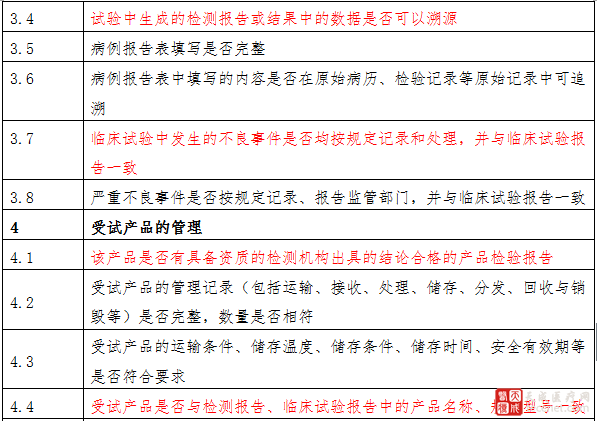 3.4 试验中生成的检测报告或结果中的数据是否可以溯源
3.5 病例报告表填写是否完整
3.6 病例报告表中填写的内容是否在原始病历、检验记录等原始记录中可追
溯
3.7 临床试验中发生的不良事件是否均按规定记录和处理，并与临床试验报
告一致
3.8 严重不良事件是否按规定记录、报告监管部门，并与临床试验报告一致
4 受试产品的管理
4.1 该产品是否有具备资质的检测机构出具的结论合格的产品检验报告
4.2 受试产品的管理记录（包括运输、接收、处理、储存、分发、回收与销
毁等）是否完整，数量是否相符
4.3 受试产品的运输条件、储存温度、储存条件、储存时间、安全有效期等
是否符合要求
4.4 受试产品是否与检测报告、临床试验报告中的产品名称、规格型号一致